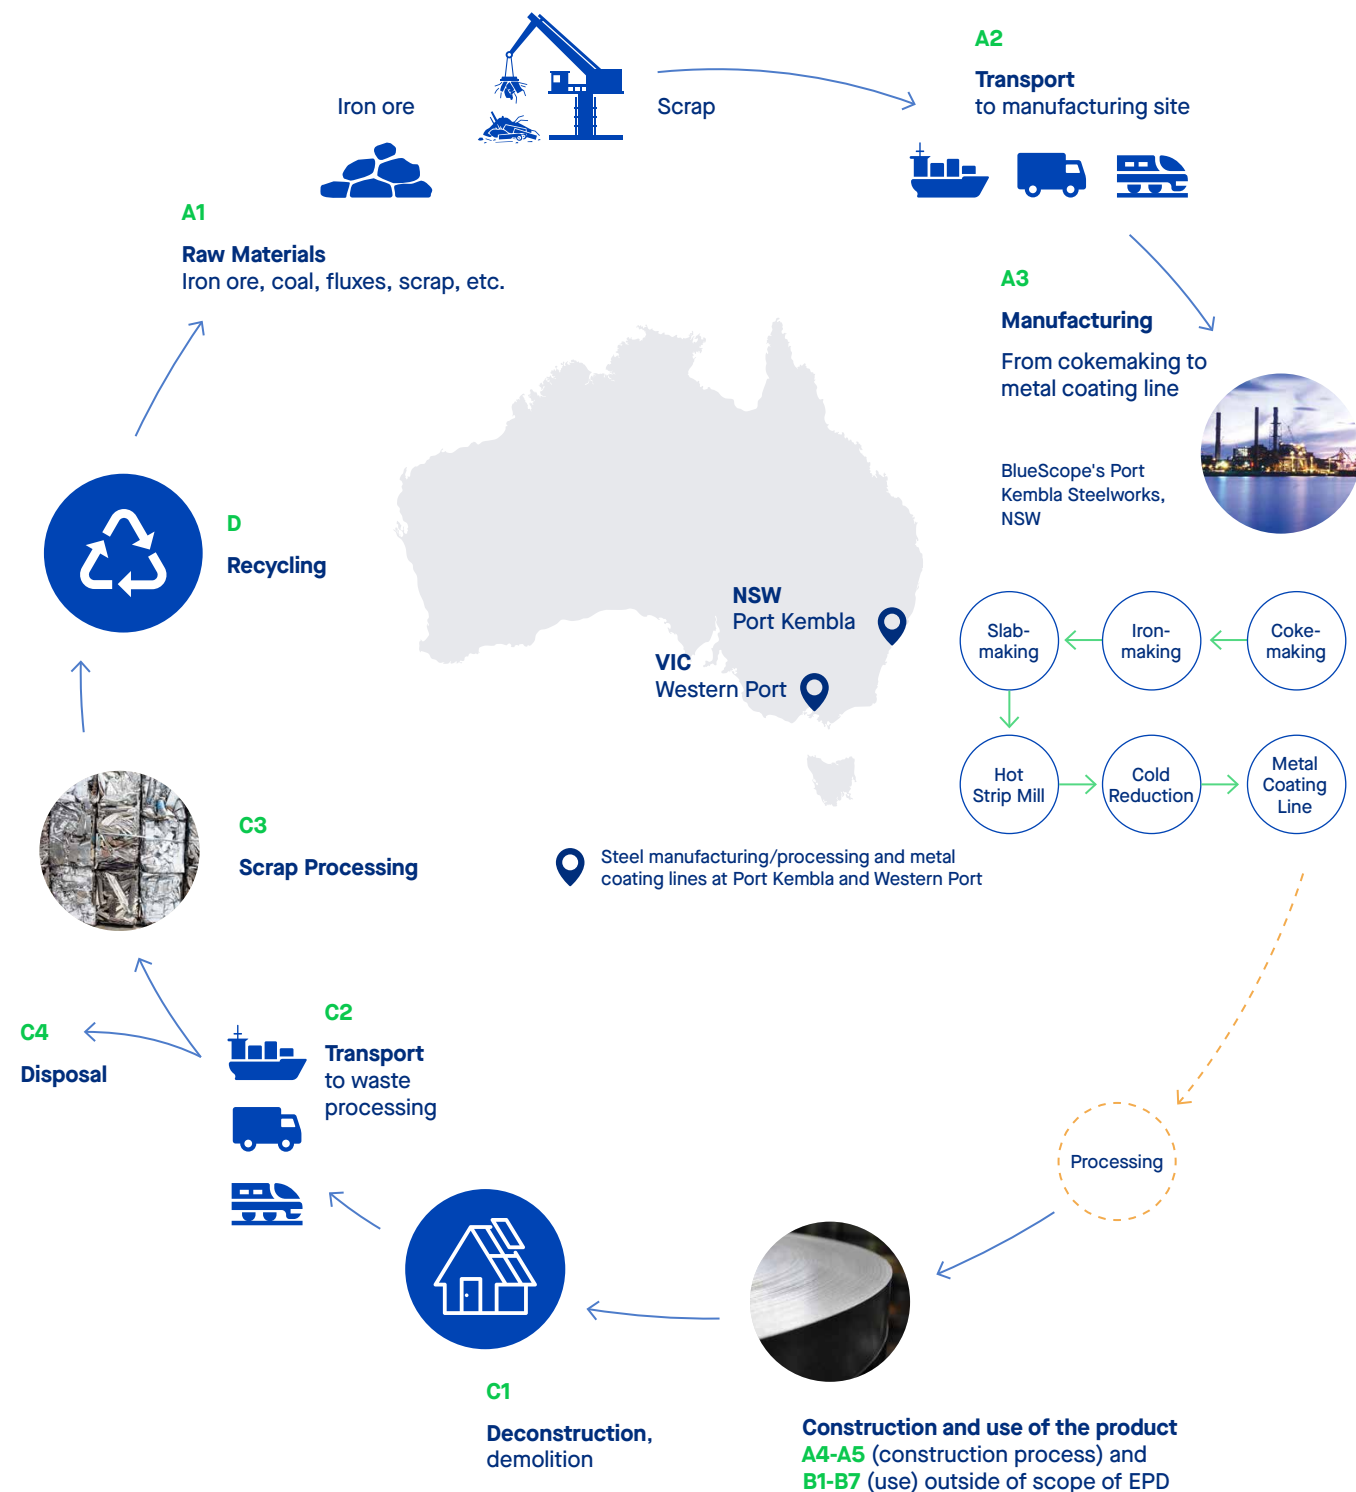 Iron ore
Scrap
A2
Transport
to manufacturing site
A1
Raw Materials
Iron ore, coal, fluxes, scrap, etc.
A3
Manufacturing
From cokemaking to
metal coating line
BlueScope's Port
Kembla Steelworks,
NSW
D
Recycling
NSW
Port Kembla
VIC
Western Port
Slab-
making
Iron-
making
Coke-
making
Hot
Strip Mill
Cold
Reduction
Metal
Coating
Line
C3
Scrap Processing
Steel manufacturing/processing and metal
coating lines at Port Kembla and Western Port
C4
Disposal
C2
Transport
to waste
processing
Processing
C1
Deconstruction,
demolition
Construction and use of the product
A4-A5 (construction process) and
B1-B7 (use) outside of scope of EPD